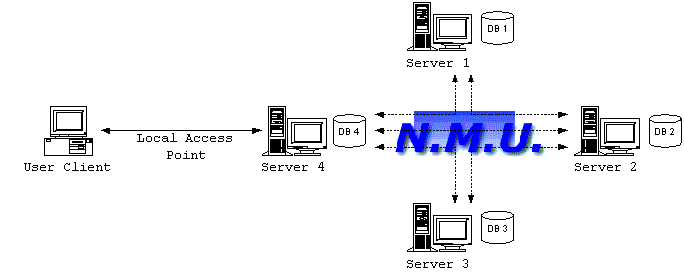 DB 1
Server 1
User Client
Local Access
Point
Server 4
DB 4
N.M.U.
Server 2
DB 2
DB 3
Server 3